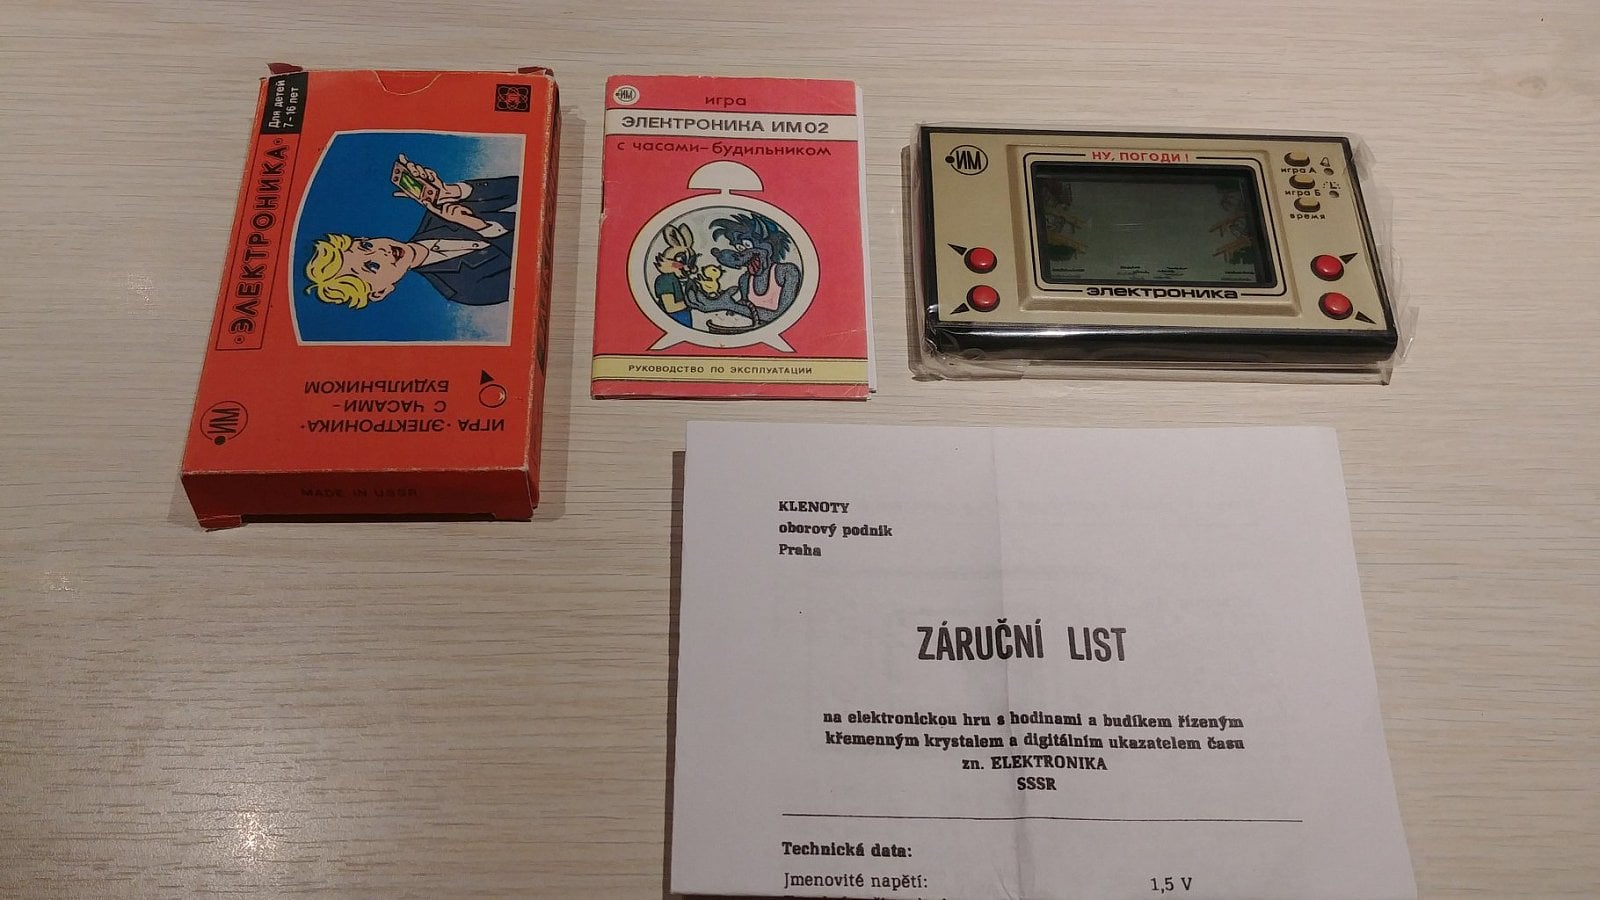 Для детей
7-16 лет
·ЭЛЕКТРОНИКА·
ИГРА ·ЭЛЕКТРОНИКА·
С ЧАСАМИ-
БУДИЛЬНИКОМ
ИМ
MADE IN USSR
ИМ
игра
ЭЛЕКТРОНИКА ИМ02
с часами-будильником
РУКОВОДСТВО ПО ЭКСПЛУАТАЦИИ
ИМ
НУ, ПОГОДИ!
игра А
игра Б
время
электроника
KLENOTY
oborový podnik
Praha
ZÁRUČNÍ LIST
na elektronickou hru s hodinami a budíkem řízeným
křemenným krystalem a digitálním ukazatelem času
zn. ELEKTRONIKA
SSSR
Technická data:
Jmenovité napětí: 1,5 V